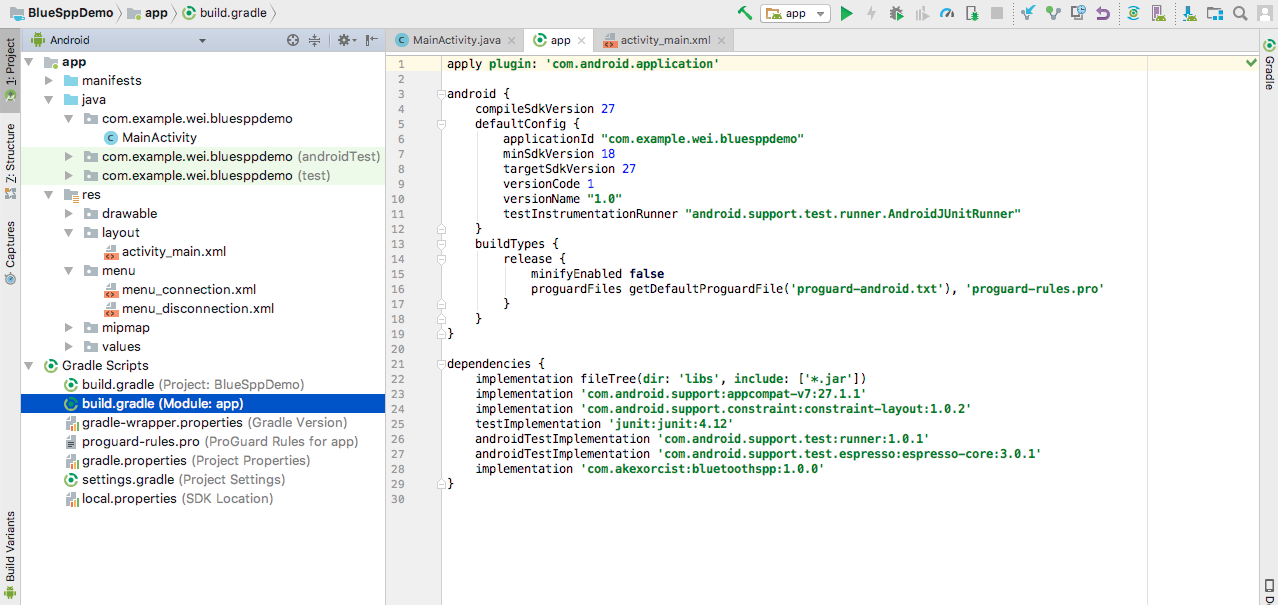 BlueSppDemo app build.gradle
app
Android
MainActivity.java app activity_main.xml
1: Project
Z: Structure
Captures
Build Variants
app
manifests
java
com.example.wei.bluesppdemo
MainActivity
com.example.wei.bluesppdemo (androidTest)
com.example.wei.bluesppdemo (test)
res
drawable
layout
activity_main.xml
menu
menu_connection.xml
menu_disconnection.xml
mipmap
values
Gradle Scripts
build.gradle (Project: BlueSppDemo)
build.gradle (Module: app)
gradle-wrapper.properties (Gradle Version)
proguard-rules.pro (ProGuard Rules for app)
gradle.properties (Project Properties)
settings.gradle (Project Settings)
local.properties (SDK Location)
1 apply plugin: 'com.android.application'
2
3 android {
4 compileSdkVersion 27
5 defaultConfig {
6 applicationId "com.example.wei.bluesppdemo"
7 minSdkVersion 18
8 targetSdkVersion 27
9 versionCode 1
10 versionName "1.0"
11 testInstrumentationRunner "android.support.test.runner.AndroidJUnitRunner"
12 }
13 buildTypes {
14 release {
15 minifyEnabled false
16 proguardFiles getDefaultProguardFile('proguard-android.txt'), 'proguard-rules.pro'
17 }
18 }
19 }
20
21 dependencies {
22 implementation fileTree(dir: 'libs', include: ['*.jar'])
23 implementation 'com.android.support:appcompat-v7:27.1.1'
24 implementation 'com.android.support.constraint:constraint-layout:1.0.2'
25 testImplementation 'junit:junit:4.12'
26 androidTestImplementation 'com.android.support.test:runner:1.0.1'
27 androidTestImplementation 'com.android.support.test.espresso:espresso-core:3.0.1'
28 implementation 'com.akexorcist:bluetoothspp:1.0.0'
29 }
30
Gradle